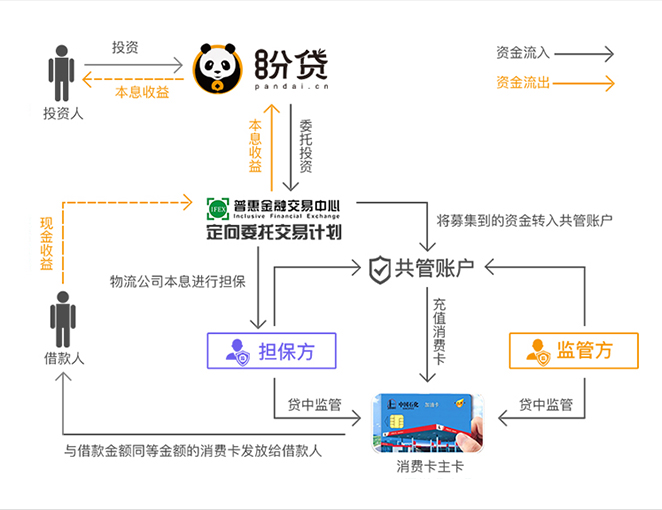 投资
本息收益
投资人
盼贷
pandai.cn
资金流入
资金流出
本息收益
委托投资
IFEX
普惠金融交易中心
Inclusive Financial Exchange
定向委托交易计划
将募集到的资金转入共管账户
现金收益
物流公司本息进行担保
共管账户
充值消费卡
借款人
担保方
监管方
贷中监管
贷中监管
中国石化
加油卡
与借款金额同等金额的消费卡发放给借款人
消费卡主卡